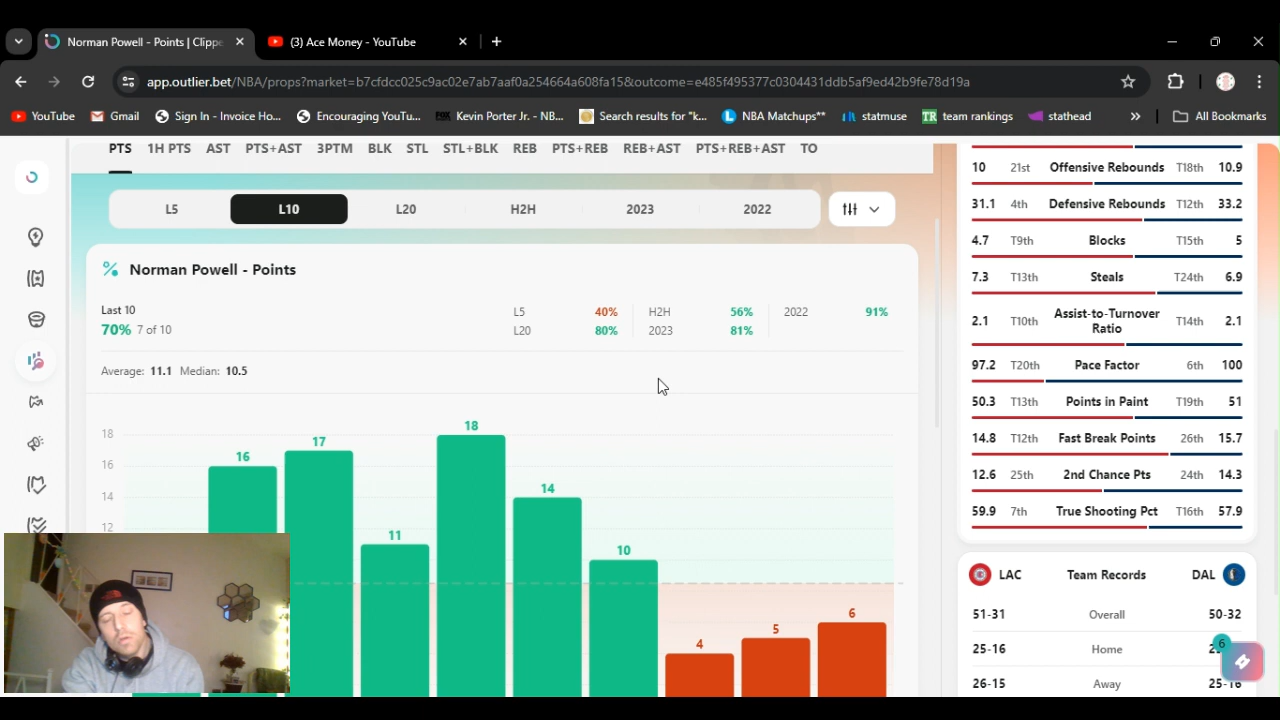 Norman Powell - Points | Clippe
(3) Ace Money - YouTube
app.outlier.bet/NBA/props?market=b7cfdcc025c9ac02e7ab7aaf0a254664a608fa15&outcome=e485f495377c0304431ddb5af9ed42b9fe78d19a
YouTube Gmail Sign In - Invoice Ho... Encouraging YouTu... Kevin Porter Jr. - NB... Search results for "k... NBA Matchups** statmuse team rankings stathead » All Bookmarks
PTS 1H PTS AST PTS+AST 3PTM BLK STL STL+BLK REB PTS+REB REB+AST PTS+REB+AST TO
L5 L10 L20 H2H 2023 2022
Norman Powell - Points
Last 10
70% 7 of 10
L5 40% H2H 56% 2022 91%
L20 80% 2023 81%
Average: 11.1 Median: 10.5
18
16
14
12
16
17
11
18
14
10
4
5
6
10 21st Offensive Rebounds T18th 10.9
31.1 4th Defensive Rebounds T12th 33.2
4.7 T9th Blocks T15th 5
7.3 T13th Steals T24th 6.9
2.1 T10th Assist-to-Turnover Ratio T14th 2.1
97.2 T20th Pace Factor 6th 100
50.3 T13th Points in Paint T19th 51
14.8 T12th Fast Break Points 26th 15.7
12.6 25th 2nd Chance Pts 24th 14.3
59.9 7th True Shooting Pct T16th 57.9
LAC Team Records DAL
51-31 Overall 50-32
25-16 Home
6
26-15 Away 25-16